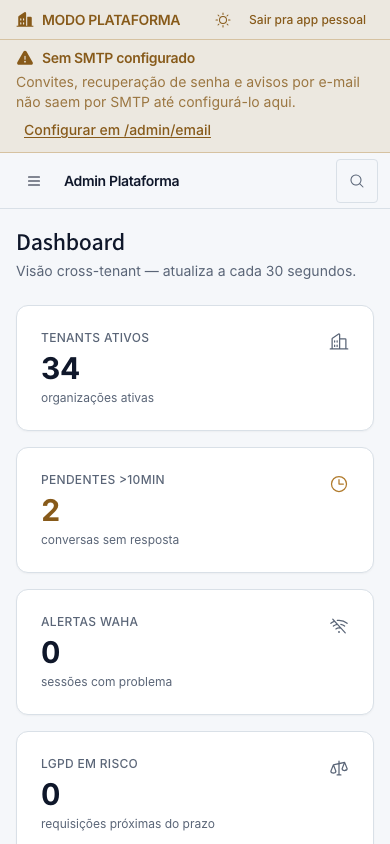 MODO PLATAFORMA
Sair pra app pessoal
Sem SMTP configurado
Convites, recuperação de senha e avisos por e-mail
não saem por SMTP até configurá-lo aqui.
Configurar em /admin/email
Admin Plataforma
Dashboard
Visão cross-tenant — atualiza a cada 30 segundos.
TENANTS ATIVOS
34
organizações ativas
PENDENTES >10MIN
2
conversas sem resposta
ALERTAS WAHA
0
sessões com problema
LGPD EM RISCO
0
requisições próximas do prazo